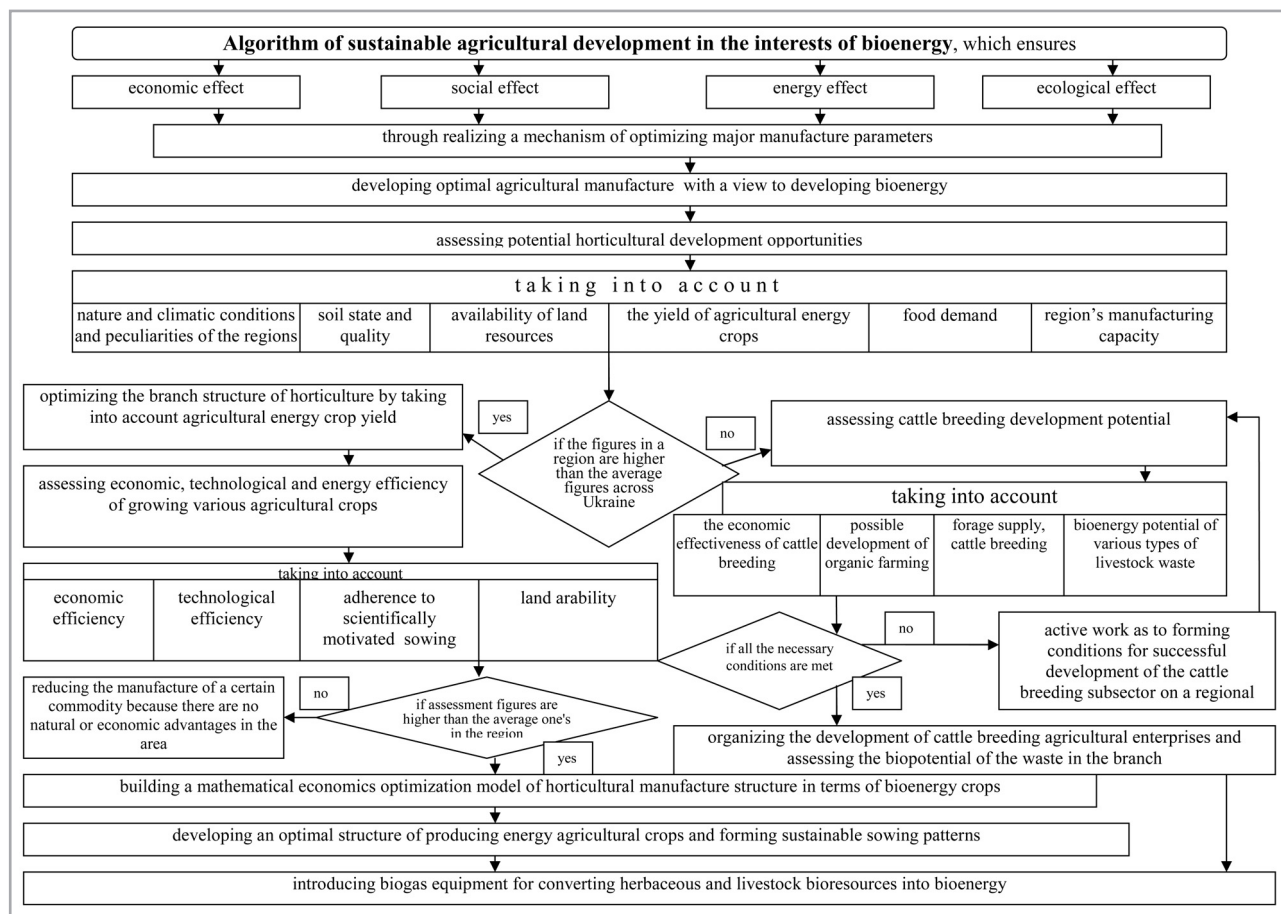 Algorithm of sustainable agricultural development in the interests of bioenergy, which ensures
economic effect
social effect
energy effect
ecological effect
through realizing a mechanism of optimizing major manufacture parameters
developing optimal agricultural manufacture with a view to developing bioenergy
assessing potential horticultural development opportunities
taking into account
nature and climatic conditions
and peculiarities of the regions
soil state and
quality
availability of land
resources
the yield of agricultural energy
crops
food demand
region's manufacturing
capacity
optimizing the branch structure of horticulture by taking
into account agricultural energy crop yield
yes
if the figures in a
region are higher
than the average
figures across
Ukraine
no
assessing cattle breeding development potential
assessing economic, technological and energy efficiency
of growing various agricultural crops
taking into account
the economic
effectiveness of cattle
breeding
possible
development of
organic farming
forage supply,
cattle breeding
bioenergy potential of
various types of
livestock waste
taking into account
economic
efficiency
technological
efficiency
adherence to
scientifically
motivated sowing
land arability
if all the necessary
conditions are met
no
active work as to forming
conditions for successful
development of the cattle
breeding subsector on a regional
yes
reducing the manufacture of a certain
commodity because there are no
natural or economic advantages in the
area
no
if assessment figures are
higher than the average one's
in the region
yes
organizing the development of cattle breeding agricultural enterprises and
assessing the biopotential of the waste in the branch
building a mathematical economics optimization model of horticultural manufacture structure in terms of bioenergy crops
developing an optimal structure of producing energy agricultural crops and forming sustainable sowing patterns
introducing biogas equipment for converting herbaceous and livestock bioresources into bioenergy